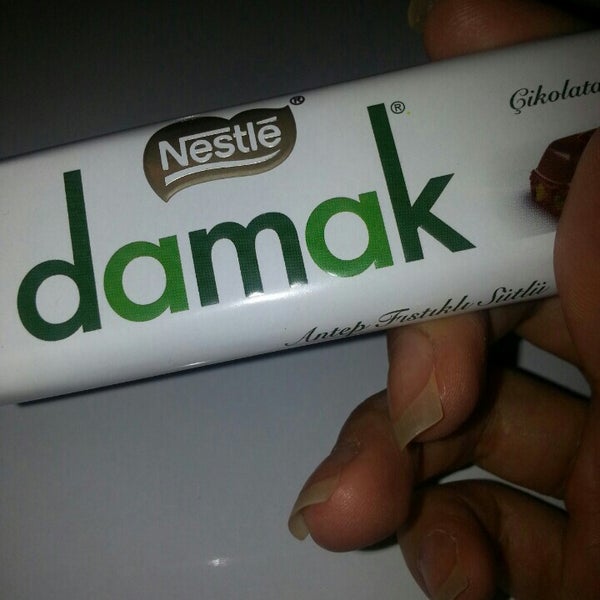 Çikolata
Nestlé®
damak®
Antep Fıstıklı Sütlü